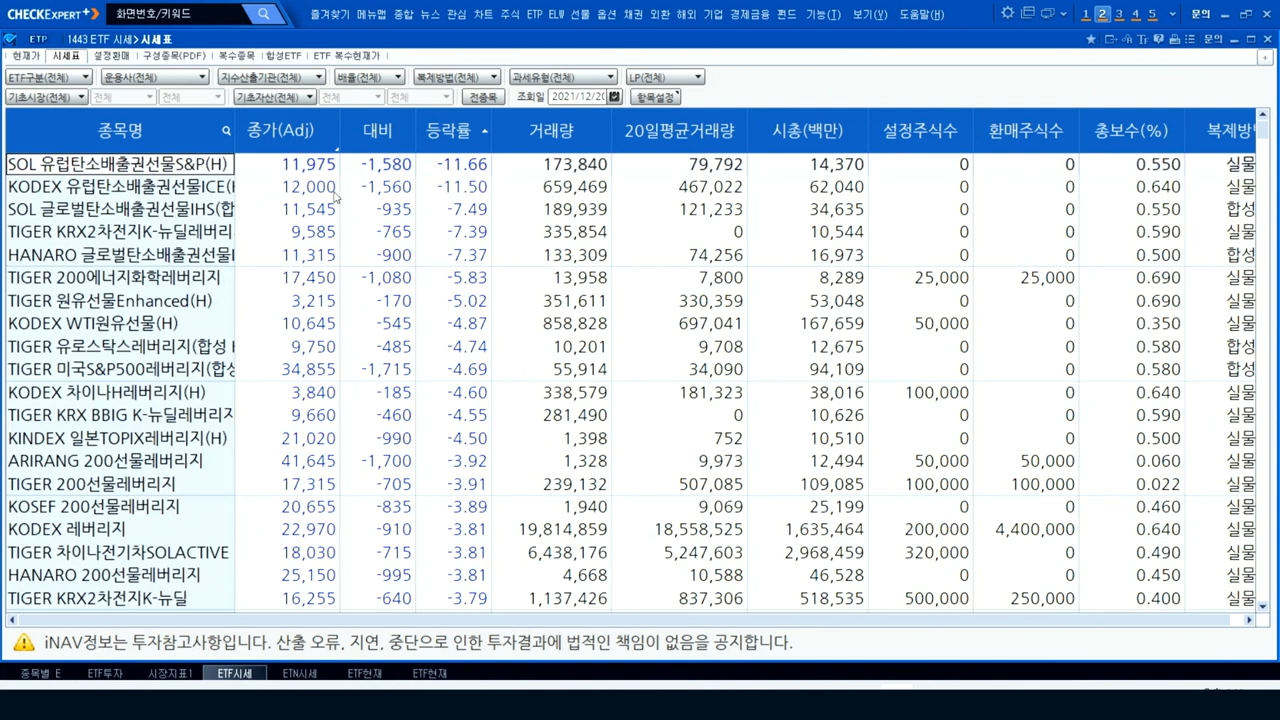 CHECKEXPERT+ 화면번호/키워드 즐겨찾기 메뉴맵 종합 뉴스 관심 차트 주식 ETP ELW 선물 옵션 채권 외환 해외 기업 경제금융 펀드 기능(T) 보기(V) 도움말(H) 1 2 3 4 5 문의
ETP 1443 ETF 시세>시세표 문의
현재가 시세표 설정환매 구성종목(PDF) 복수종목 합성ETF ETF 복수현재가
ETF구분(전체) 운용사(전체) 지수산출기관(전체) 배율(전체) 복제방법(전체) 과세유형(전체) LP(전체)
기초시장(전체) 전체 전체 기초자산(전체) 전체 전체 전종목 조회일 2021/12/20 항목설정
종목명 종가(Adj) 대비 등락률 거래량 20일평균거래량 시총(백만) 설정주식수 환매주식수 총보수(%) 복제방
SOL 유럽탄소배출권선물S&P(H) 11,975 -1,580 -11.66 173,840 79,792 14,370 0 0 0.550 실물
KODEX 유럽탄소배출권선물ICE(H 12,000 -1,560 -11.50 659,469 467,022 62,040 0 0 0.640 실물
SOL 글로벌탄소배출권선물IHS(합 11,545 -935 -7.49 189,939 121,233 34,635 0 0 0.550 합성
TIGER KRX2차전지K-뉴딜레버리 9,585 -765 -7.39 335,854 0 10,544 0 0 0.590 실물
HANARO 글로벌탄소배출권선물I 11,315 -900 -7.37 133,309 74,256 16,973 0 0 0.500 합성
TIGER 200에너지화학레버리지 17,450 -1,080 -5.83 13,958 7,800 8,289 25,000 25,000 0.690 실물
TIGER 원유선물Enhanced(H) 3,215 -170 -5.02 351,611 330,359 53,048 0 0 0.690 실물
KODEX WTI원유선물(H) 10,645 -545 -4.87 858,828 697,041 167,659 50,000 0 0.350 실물
TIGER 유로스탁스레버리지(합성 H 9,750 -485 -4.74 10,201 9,708 12,675 0 0 0.580 합성
TIGER 미국S&P500레버리지(합성 34,855 -1,715 -4.69 55,914 34,090 94,109 0 0 0.580 합성
KODEX 차이나H레버리지(H) 3,840 -185 -4.60 338,579 181,323 38,016 100,000 0 0.640 실물
TIGER KRX BBIG K-뉴딜레버리지 9,660 -460 -4.55 281,490 0 10,626 0 0 0.590 실물
KINDEX 일본TOPIX레버리지(H) 21,020 -990 -4.50 1,398 752 10,510 0 0 0.500 실물
ARIRANG 200선물레버리지 41,645 -1,700 -3.92 1,328 9,973 12,494 50,000 50,000 0.060 실물
TIGER 200선물레버리지 17,315 -705 -3.91 239,132 507,085 109,085 100,000 100,000 0.022 실물
KOSEF 200선물레버리지 20,655 -835 -3.89 1,940 9,069 25,199 0 0 0.460 실물
KODEX 레버리지 22,970 -910 -3.81 19,814,859 18,558,525 1,635,464 200,000 4,400,000 0.640 실물
TIGER 차이나전기차SOLACTIVE 18,030 -715 -3.81 6,438,176 5,247,603 2,968,459 320,000 0 0.490 실물
HANARO 200선물레버리지 25,150 -995 -3.81 4,668 10,588 46,528 0 0 0.450 실물
TIGER KRX2차전지K-뉴딜 16,255 -640 -3.79 1,137,426 837,306 518,535 500,000 250,000 0.400 실물
iNAV정보는 투자참고사항입니다. 산출 오류, 지연, 중단으로 인한 투자결과에 법적인 책임이 없음을 공지합니다.
종목별 E ETF투자 시장지표1 ETF시세 ETN시세 ETF현재 ETF현재